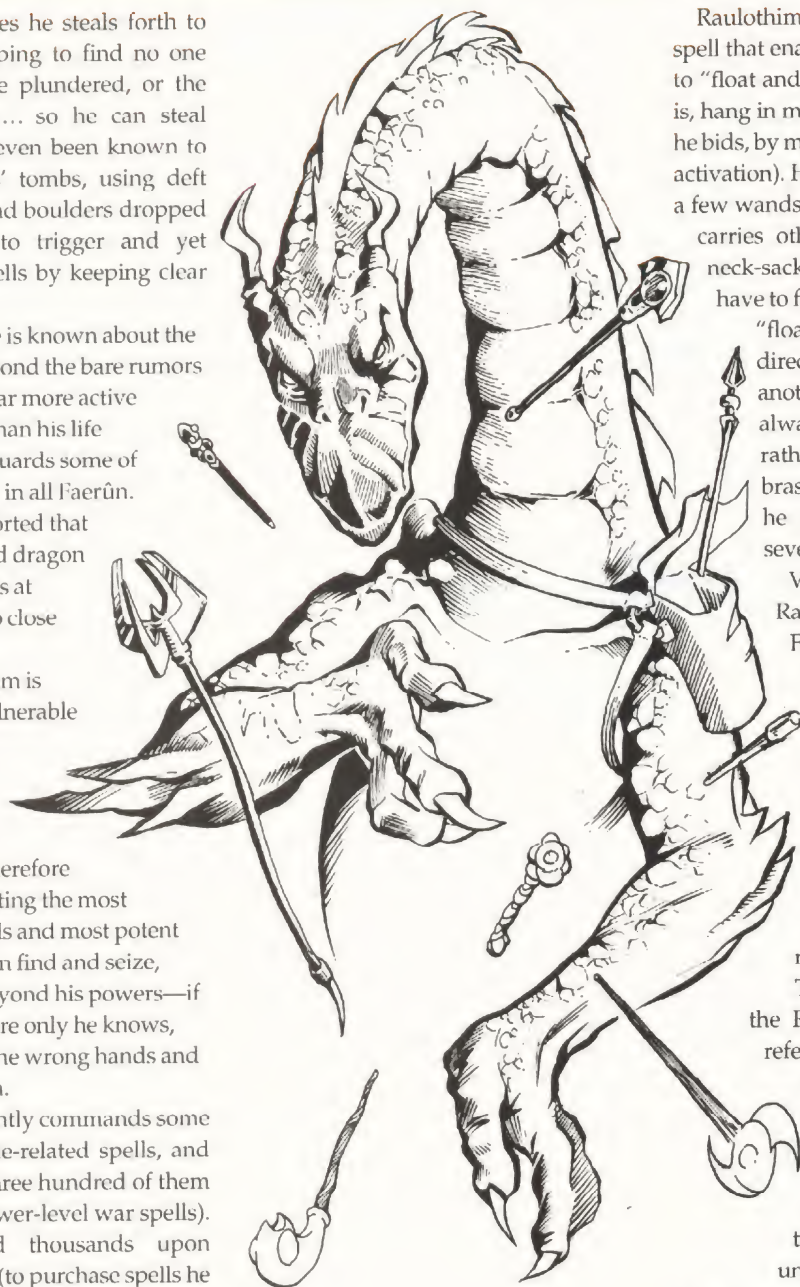 es he steals forth to
ping to find no one
e plundered, or the
… so he can steal
even been known to
s' tombs, using deft
nd boulders dropped
to trigger and yet
ells by keeping clear
e is known about the
yond the bare rumors
ar more active
than his life
uards some of
in all Faerûn.
orted that
d dragon
s at
o close
m is
lnerable
erefore
ting the most
ls and most potent
n find and seize,
yond his powers—if
re only he knows,
he wrong hands and
ntly commands some
e-related spells, and
hree hundred of them
wer-level war spells).
d thousands upon
(to purchase spells he
Raulothim
spell that ena
to “float and
is, hang in m
he bids, by m
activation). H
a few wands
carries oth
neck-sack
have to f
“floa
direc
anot
alwa
rath
bras
he
seve
V
Ra
F
r
T
the F
refe
t
un